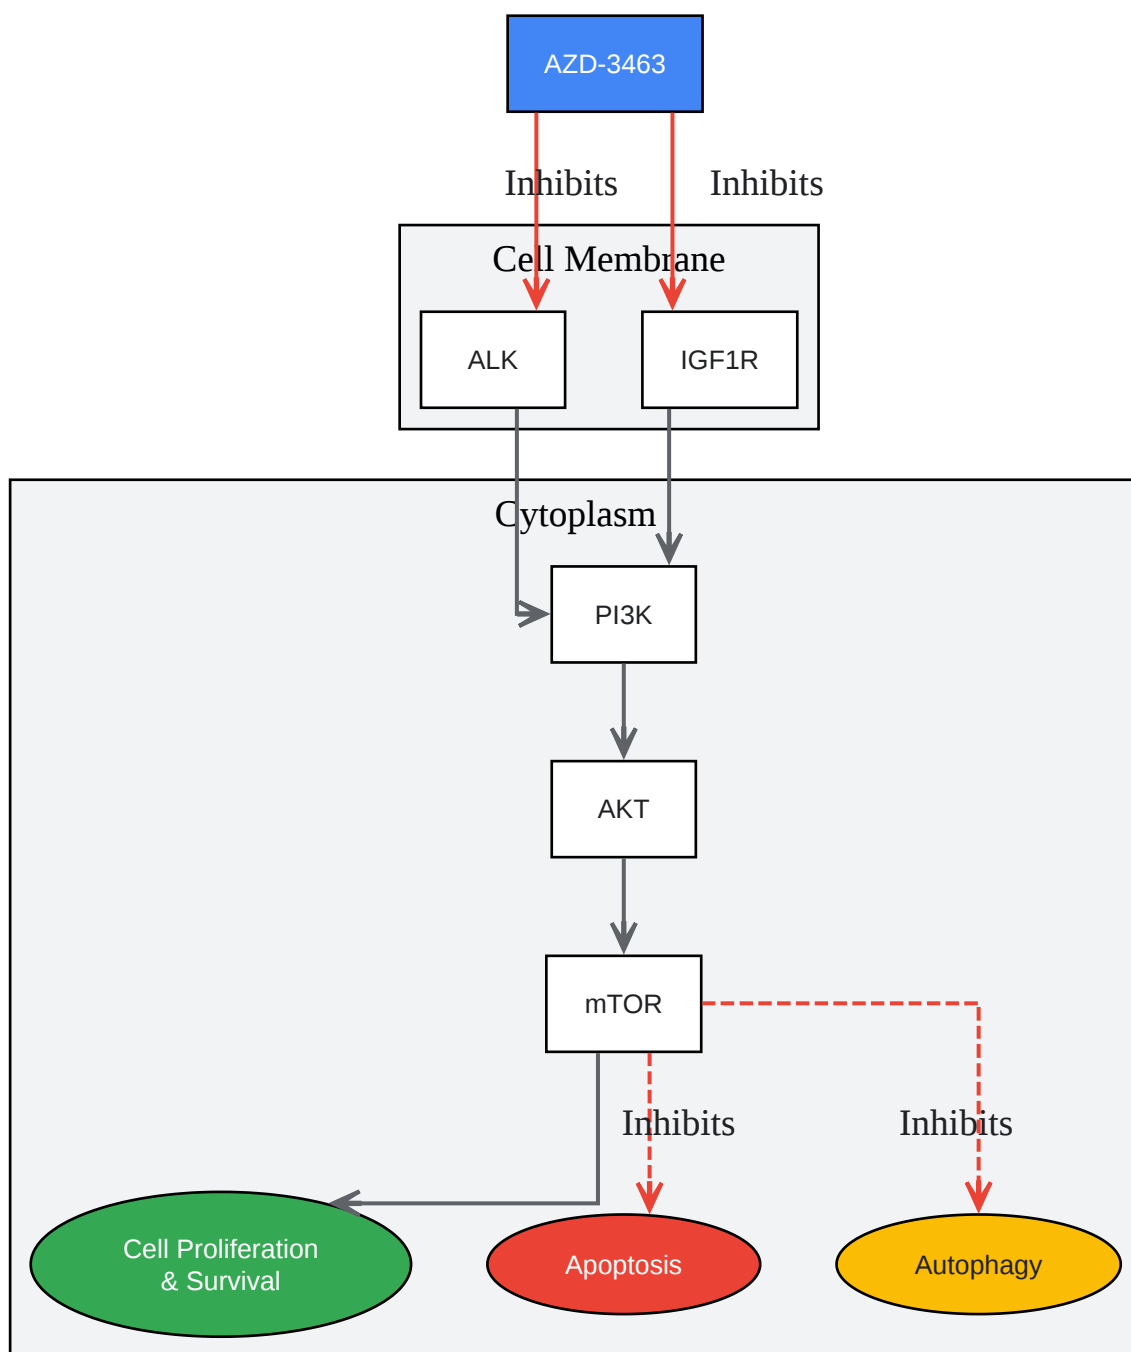 AZD-3463
Inhibits
Inhibits
Cell Membrane
ALK
IGF1R
Cytoplasm
PI3K
AKT
mTOR
Inhibits
Inhibits
Cell Proliferation
& Survival
Apoptosis
Autophagy